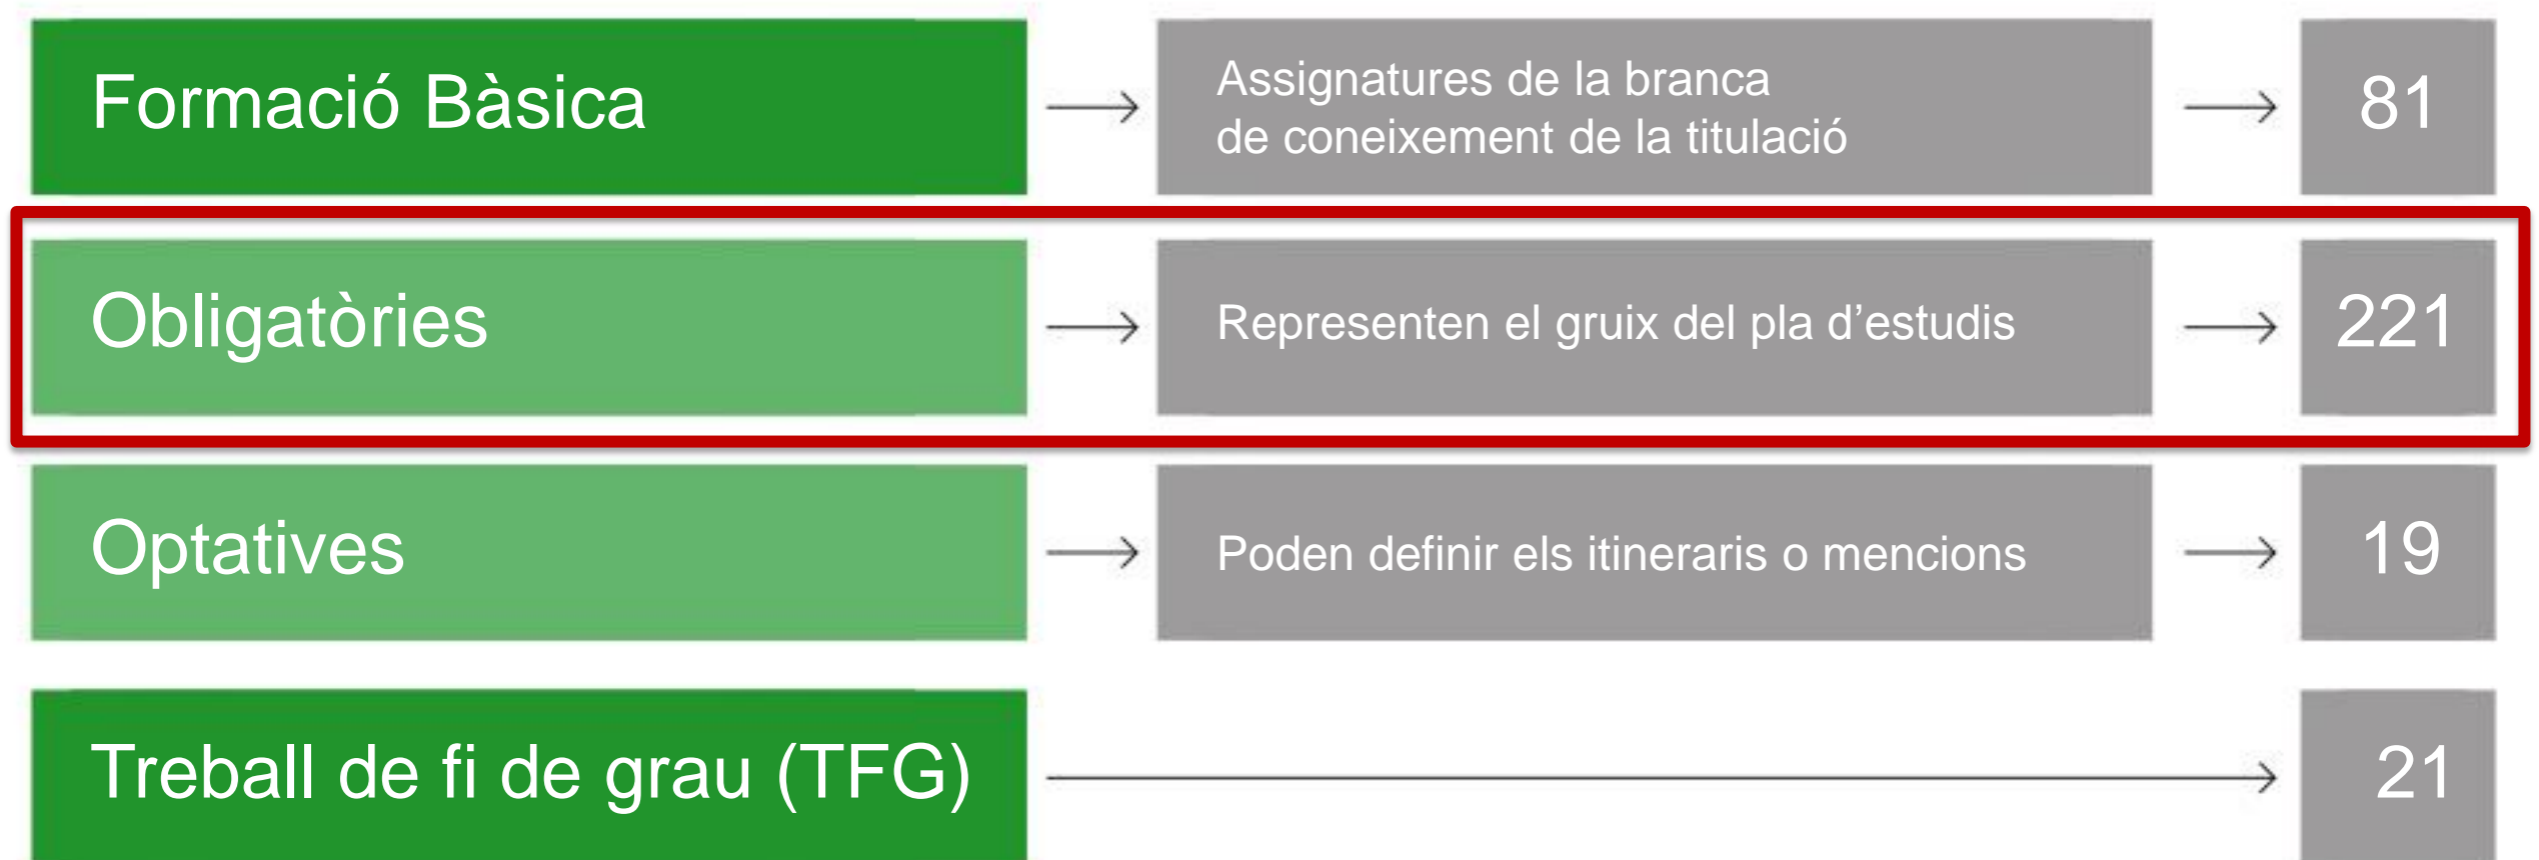 Formació Bàsica
Assignatures de la branca
de coneixement de la titulació
81
Obligatòries
Representen el gruix del pla d’estudis
221
Optatives
Poden definir els itineraris o mencions
19
Treball de fi de grau (TFG)
21